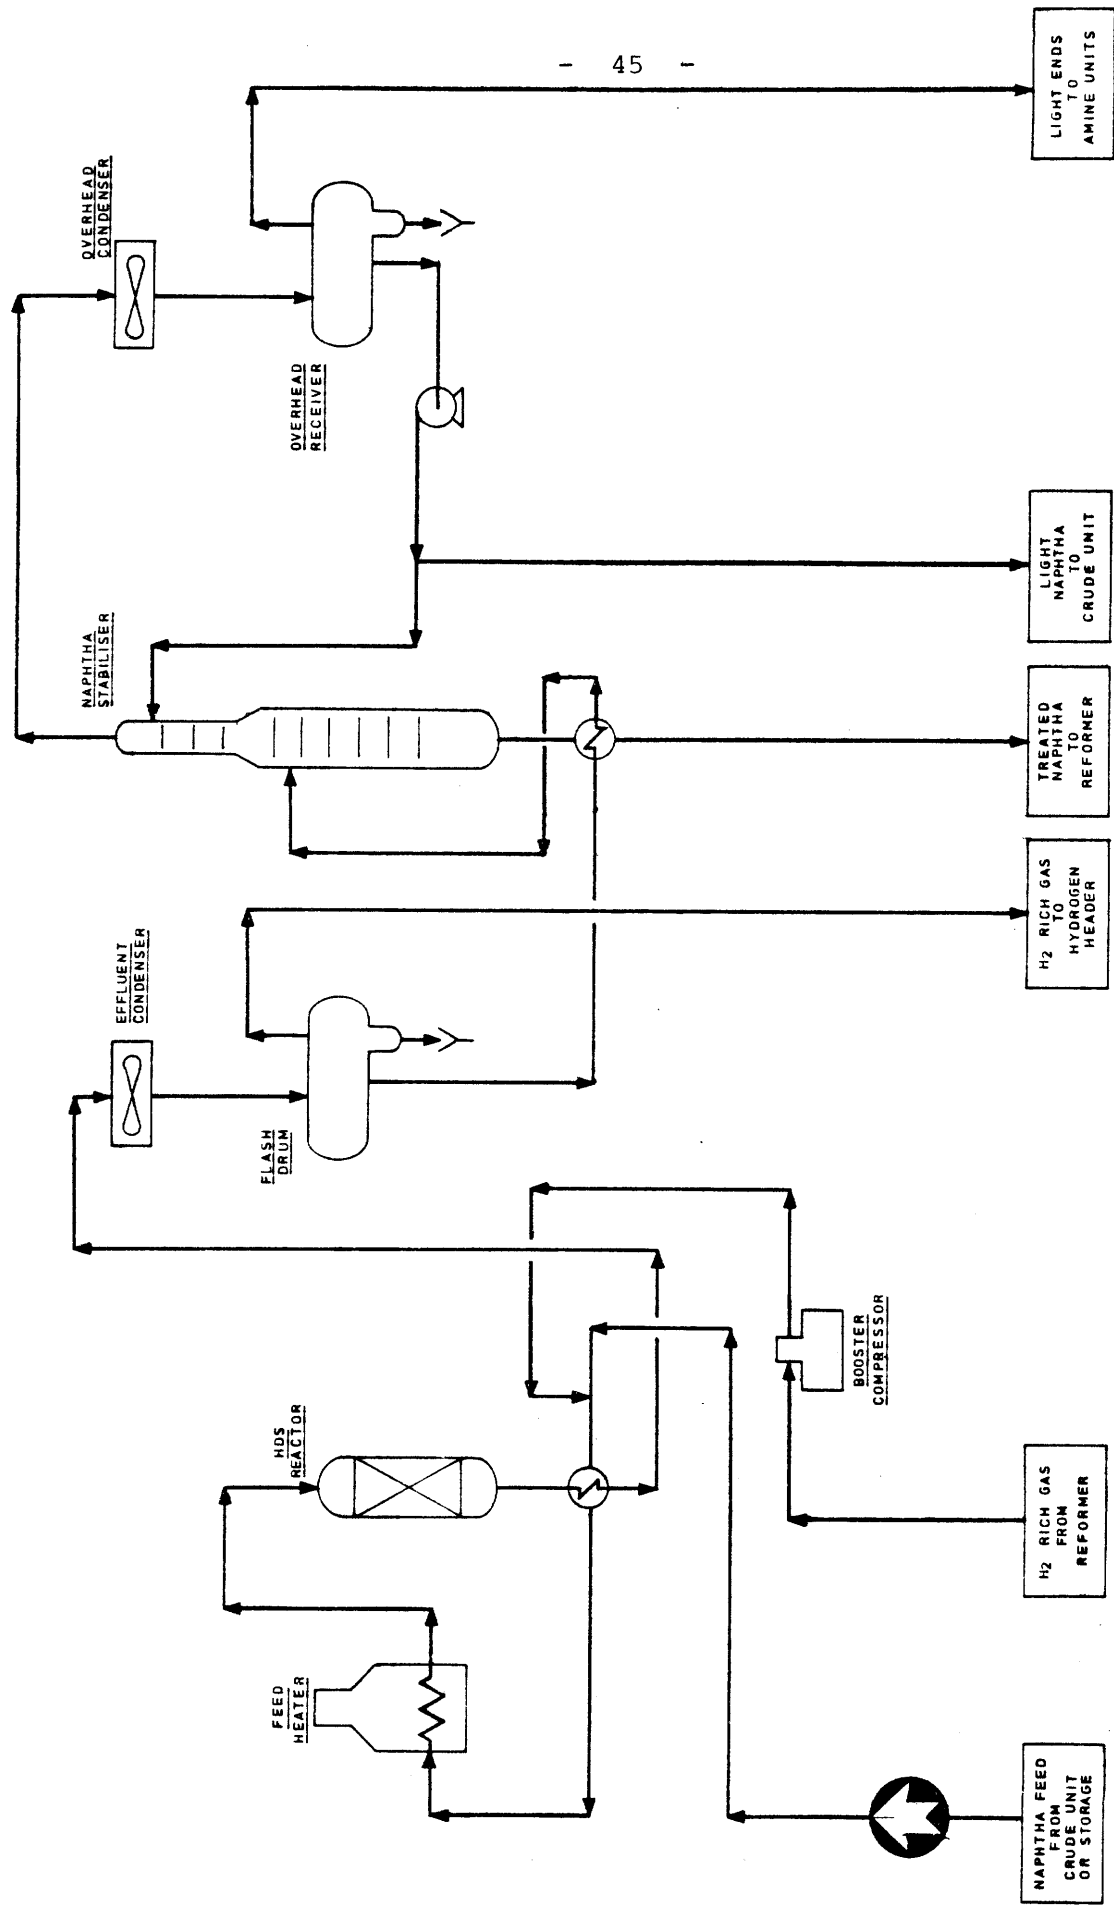 - 45 -
OVERHEAD
CONDENSER
OVERHEAD
RECEIVER
NAPHTHA
STABILISER
EFFLUENT
CONDENSER
FLASH
DRUM
HDS
REACTOR
FEED
HEATER
BOOSTER
COMPRESSOR
NAPHTHA FEED
FROM
CRUDE UNIT
OR STORAGE
H2 RICH GAS
FROM
REFORMER
H2 RICH GAS
TO
HYDROGEN
HEADER
TREATED
NAPHTHA
TO
REFORMER
LIGHT
NAPHTHA
TO
CRUDE UNIT
LIGHT ENDS
TO
AMINE UNITS